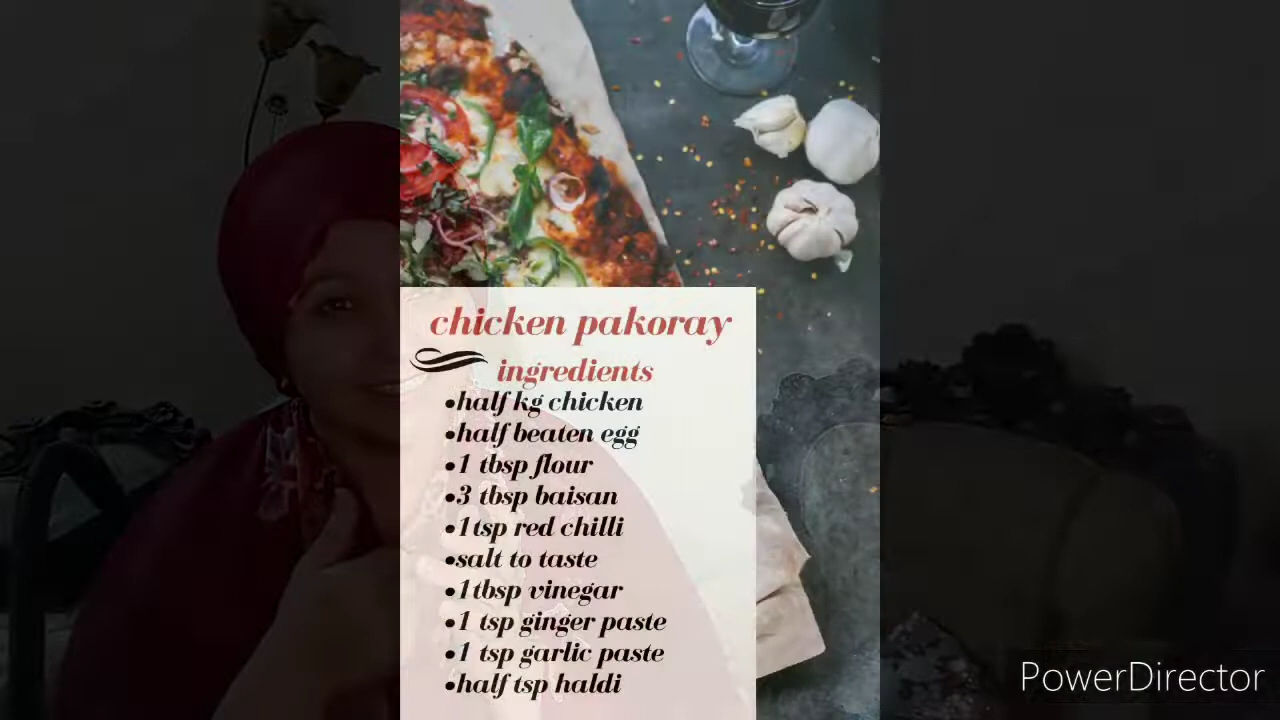 chicken pakoray
ingredients
•half kg chicken
•half beaten egg
•1 tbsp flour
•3 tbsp baisan
•1tsp red chilli
•salt to taste
•1tbsp vinegar
•1 tsp ginger paste
•1 tsp garlic paste
•half tsp haldi
PowerDirector